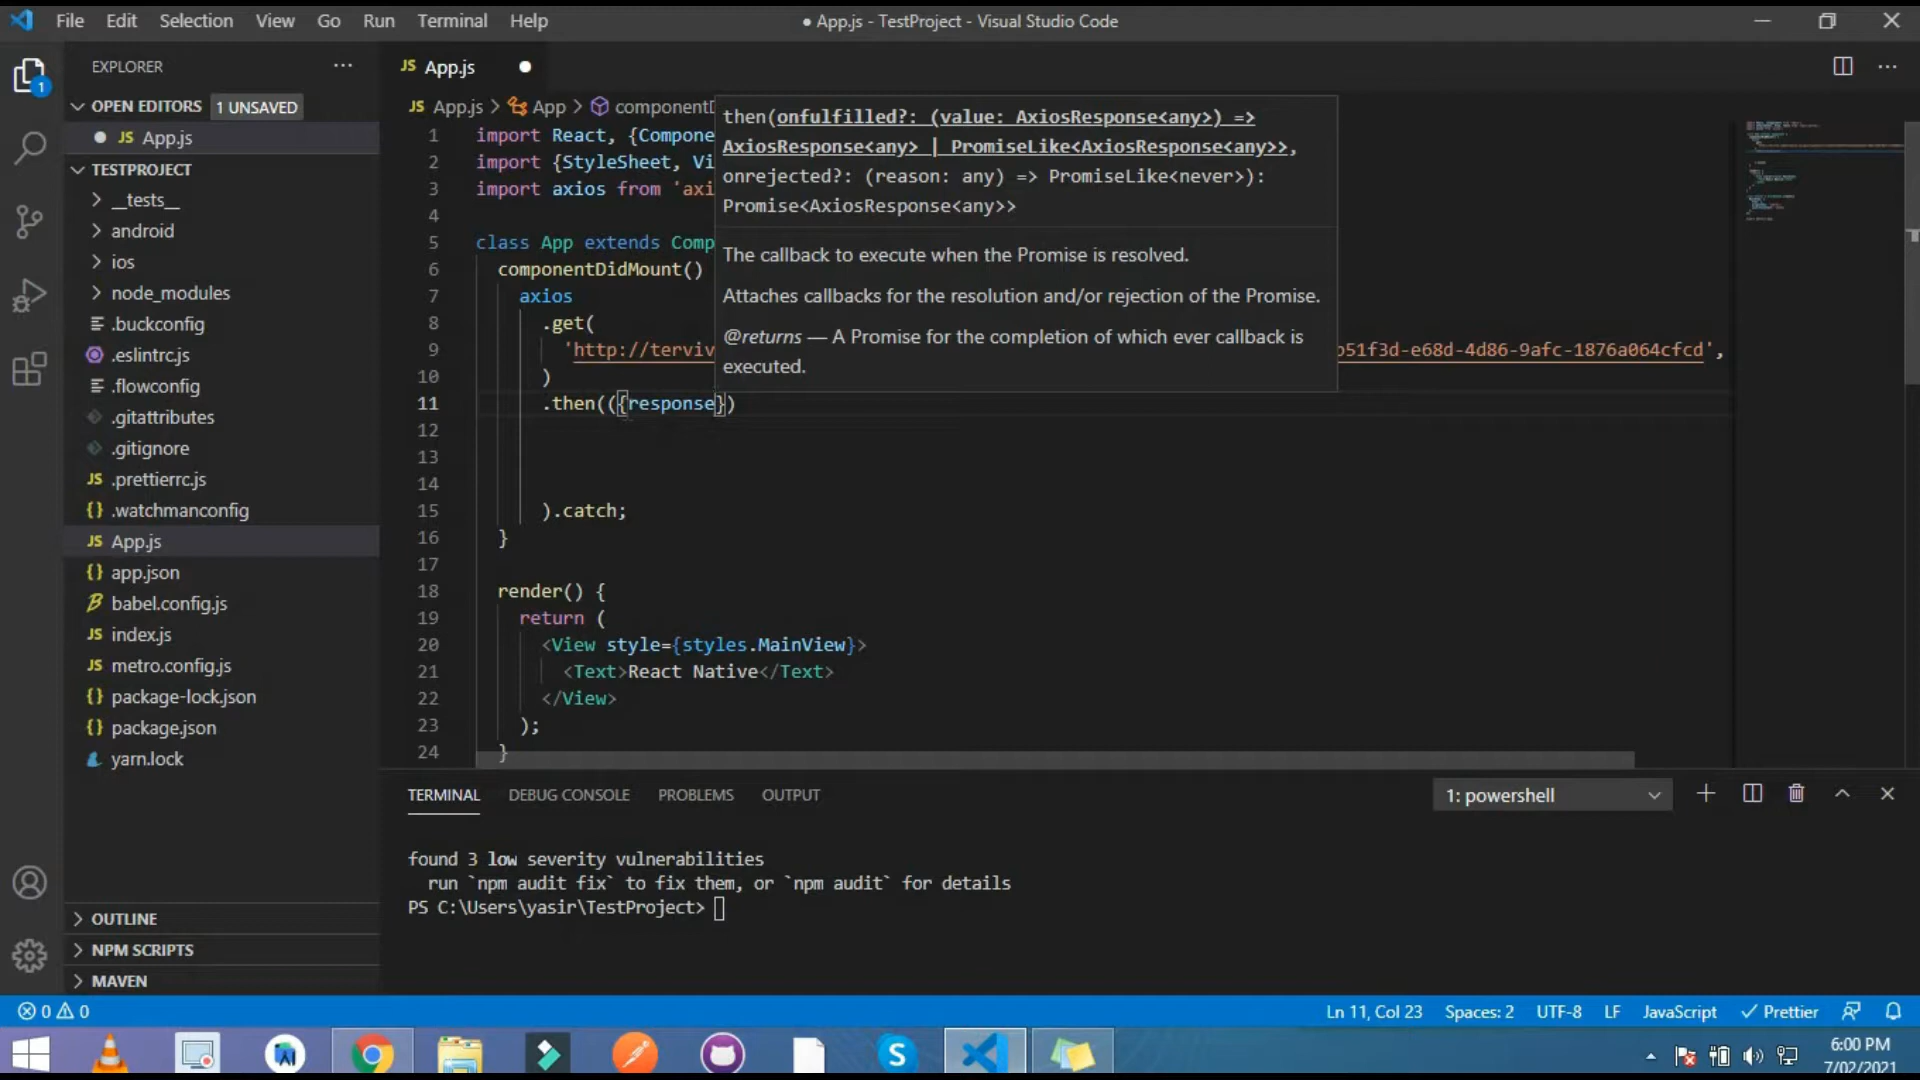 File Edit Selection View Go Run Terminal Help
● App.js - TestProject - Visual Studio Code
EXPLORER
OPEN EDITORS 1 UNSAVED
JS App.js
TESTPROJECT
__tests__
android
ios
node_modules
.buckconfig
.eslintrc.js
.flowconfig
.gitattributes
.gitignore
JS .prettierrc.js
{} .watchmanconfig
JS App.js
{} app.json
babel.config.js
JS index.js
JS metro.config.js
{} package-lock.json
{} package.json
yarn.lock
OUTLINE
NPM SCRIPTS
MAVEN
1
JS App.js
JS App.js > App > componentD
1 import React, {Compone
2 import {StyleSheet, Vi
3 import axios from 'axi
4
5 class App extends Comp
6 componentDidMount()
7 axios
8 .get(
9 'http://terviv b51f3d-e68d-4d86-9afc-1876a064cfcd',
10 )
11 .then(({response})
12
13
14
15 ).catch;
16 }
17
18 render() {
19 return (
20 <View style={styles.MainView}>
21 <Text>React Native</Text>
22 </View>
23 );
24 }
then(onfulfilled?: (value: AxiosResponse<any>) =>
AxiosResponse<any> | PromiseLike<AxiosResponse<any>>,
onrejected?: (reason: any) => PromiseLike<never>):
Promise<AxiosResponse<any>>
The callback to execute when the Promise is resolved.
Attaches callbacks for the resolution and/or rejection of the Promise.
@returns — A Promise for the completion of which ever callback is
executed.
TERMINAL DEBUG CONSOLE PROBLEMS OUTPUT
1: powershell
found 3 low severity vulnerabilities
run `npm audit fix` to fix them, or `npm audit` for details
PS C:\Users\yasir\TestProject>
0 0
Ln 11, Col 23 Spaces: 2 UTF-8 LF JavaScript Prettier
6:00 PM
7/02/2021